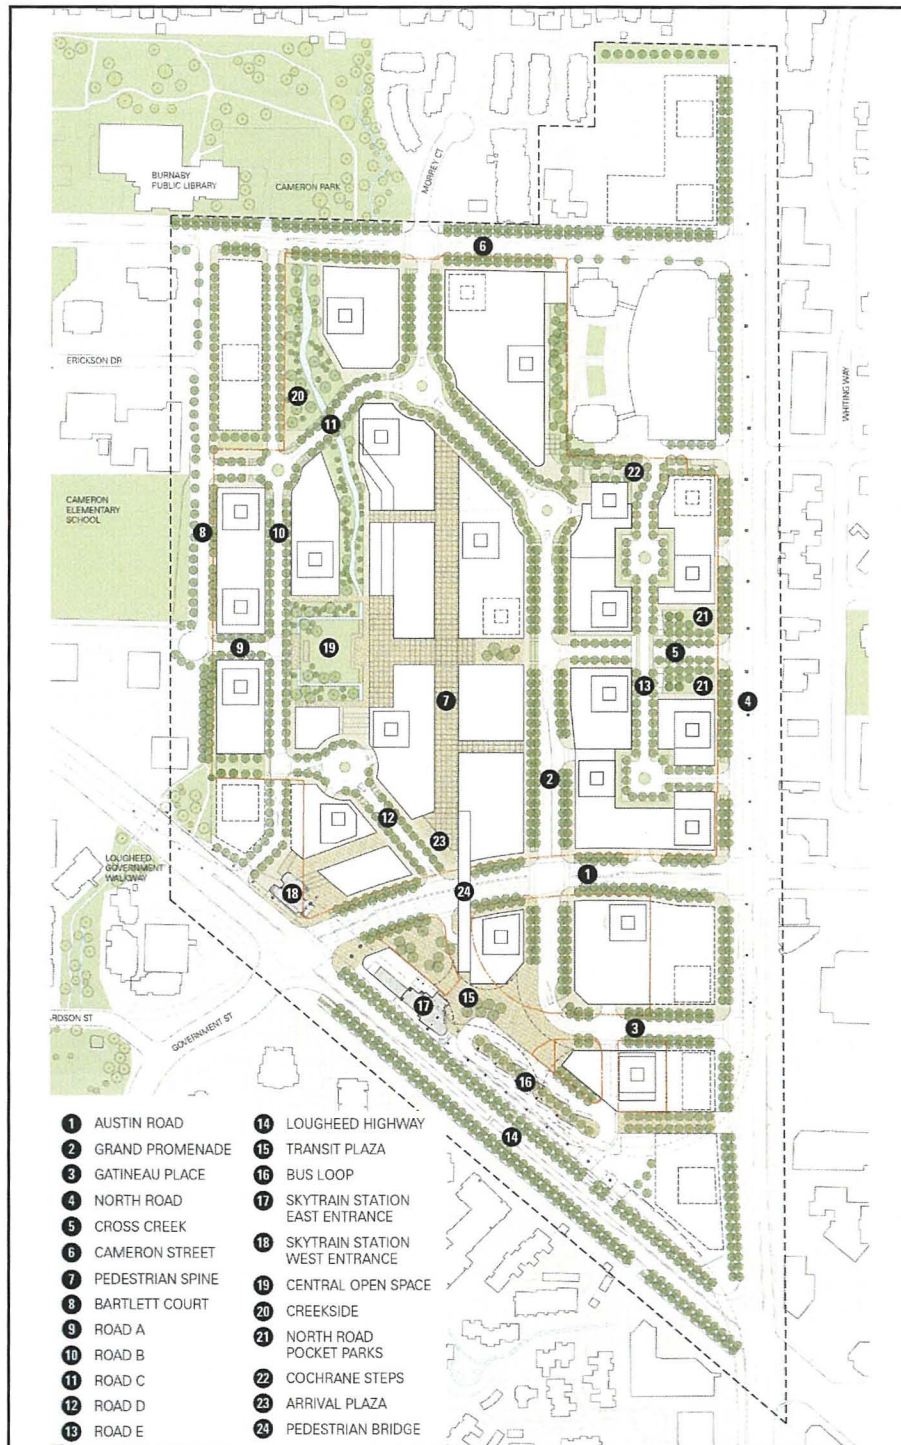 BURNABY
PUBLIC LIBRARY
CAMERON PARK
MORREY CT
6
ERICKSON DR
WHITING WAY
20
11
22
CAMERON
ELEMENTARY
SCHOOL
8
10
21
5
9
19
13
21
7
4
2
12
23
LOUGHEED
GOVERNMENT
WALKWAY
1
18
24
15
17
ARDSON ST
GOVERNMENT ST
3
16
14
1 AUSTIN ROAD
2 GRAND PROMENADE
3 GATINEAU PLACE
4 NORTH ROAD
5 CROSS CREEK
6 CAMERON STREET
7 PEDESTRIAN SPINE
8 BARTLETT COURT
9 ROAD A
10 ROAD B
11 ROAD C
12 ROAD D
13 ROAD E
14 LOUGHEED HIGHWAY
15 TRANSIT PLAZA
16 BUS LOOP
17 SKYTRAIN STATION
EAST ENTRANCE
18 SKYTRAIN STATION
WEST ENTRANCE
19 CENTRAL OPEN SPACE
20 CREEKSIDE
21 NORTH ROAD
POCKET PARKS
22 COCHRANE STEPS
23 ARRIVAL PLAZA
24 PEDESTRIAN BRIDGE